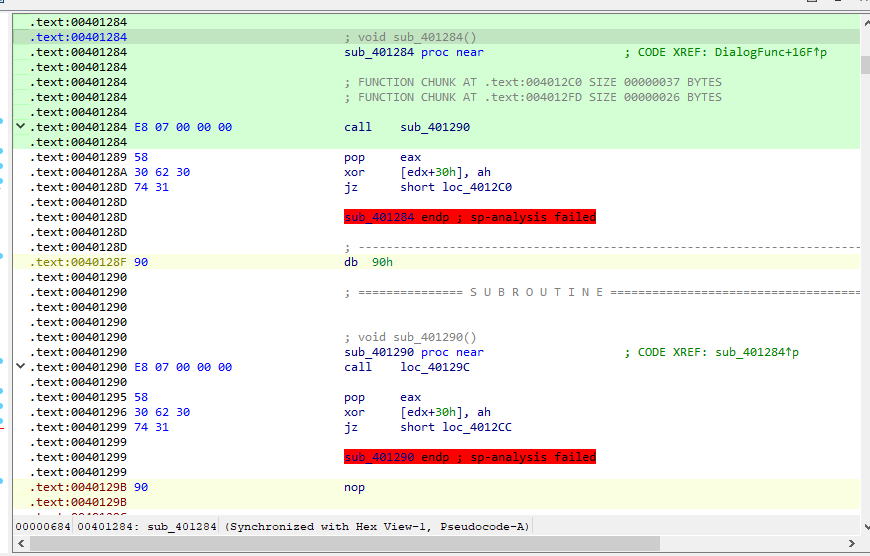 .text:00401284
.text:00401284 ; void sub_401284()
.text:00401284 sub_401284 proc near ; CODE XREF: DialogFunc+16F↑p
.text:00401284
.text:00401284 ; FUNCTION CHUNK AT .text:004012C0 SIZE 00000037 BYTES
.text:00401284 ; FUNCTION CHUNK AT .text:004012FD SIZE 00000026 BYTES
.text:00401284
.text:00401284 E8 07 00 00 00 call sub_401290
.text:00401284
.text:00401289 58 pop eax
.text:0040128A 30 62 30 xor [edx+30h], ah
.text:0040128D 74 31 jz short loc_4012C0
.text:0040128D
.text:0040128D sub_401284 endp ; sp-analysis failed
.text:0040128D
.text:0040128D ; ---------------------------------------------------------------------------
.text:0040128F 90 db 90h
.text:00401290
.text:00401290 ; =============== S U B R O U T I N E =======================================
.text:00401290
.text:00401290
.text:00401290 ; void sub_401290()
.text:00401290 sub_401290 proc near ; CODE XREF: sub_401284↑p
.text:00401290 E8 07 00 00 00 call loc_40129C
.text:00401290
.text:00401295 58 pop eax
.text:00401296 30 62 30 xor [edx+30h], ah
.text:00401299 74 31 jz short loc_4012CC
.text:00401299
.text:00401299 sub_401290 endp ; sp-analysis failed
.text:00401299
.text:0040129B 90 nop
.text:0040129B
00000684 00401284: sub_401284 (Synchronized with Hex View-1, Pseudocode-A)